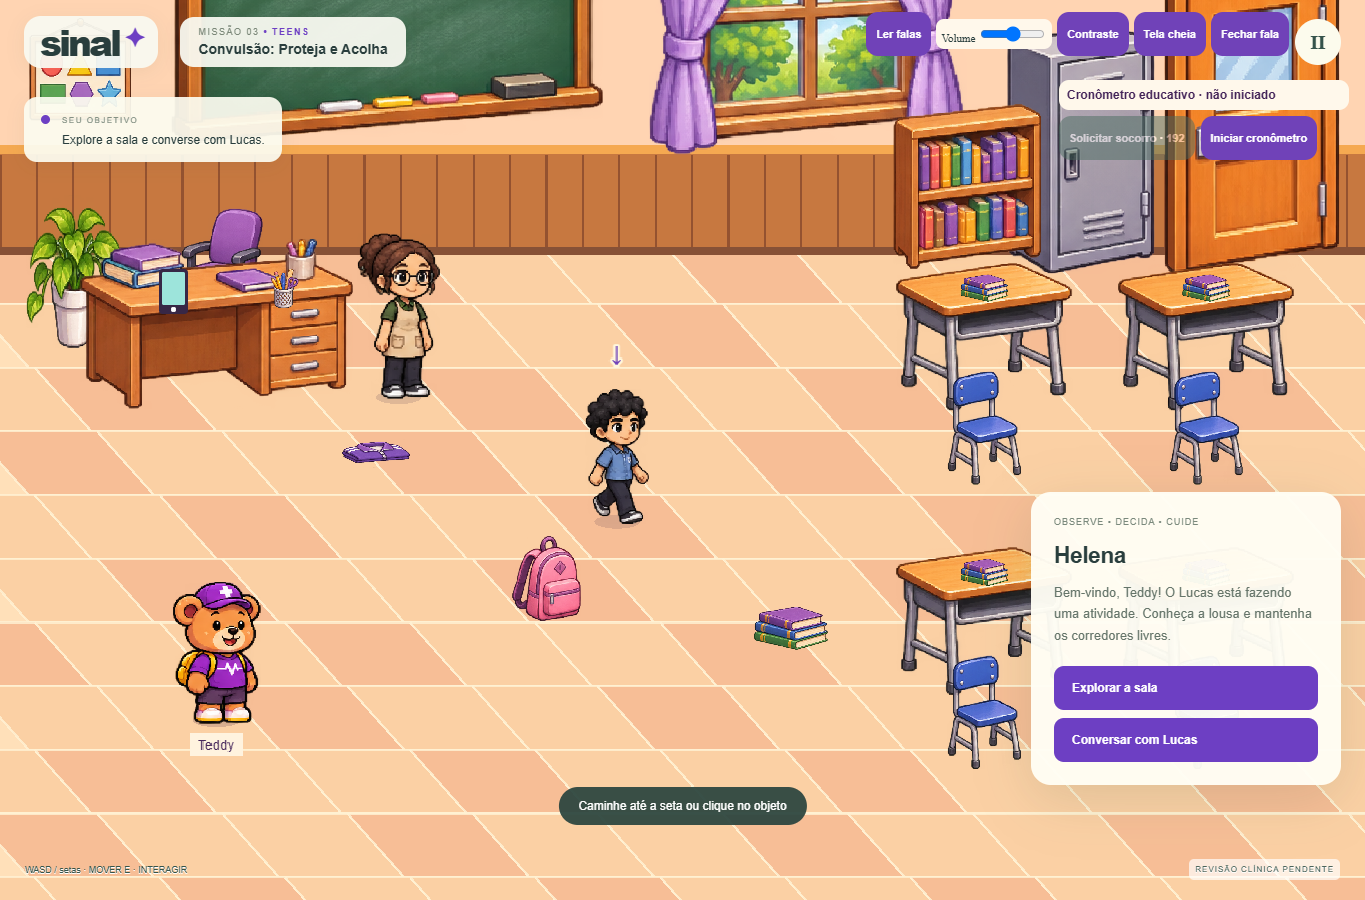 sinal
MISSÃO 03 • TEENS
Convulsão: Proteja e Acolha
Ler falas
Volume
Contraste
Tela cheia
Fechar fala
II
Cronômetro educativo · não iniciado
Solicitar socorro • 192
Iniciar cronômetro
SEU OBJETIVO
Explore a sala e converse com Lucas.
OBSERVE • DECIDA • CUIDE
Helena
Bem-vindo, Teddy! O Lucas está fazendo
uma atividade. Conheça a lousa e mantenha
os corredores livres.
Explorar a sala
Conversar com Lucas
Teddy
Caminhe até a seta ou clique no objeto
WASD / setas · MOVER E · INTERAGIR
REVISÃO CLÍNICA PENDENTE